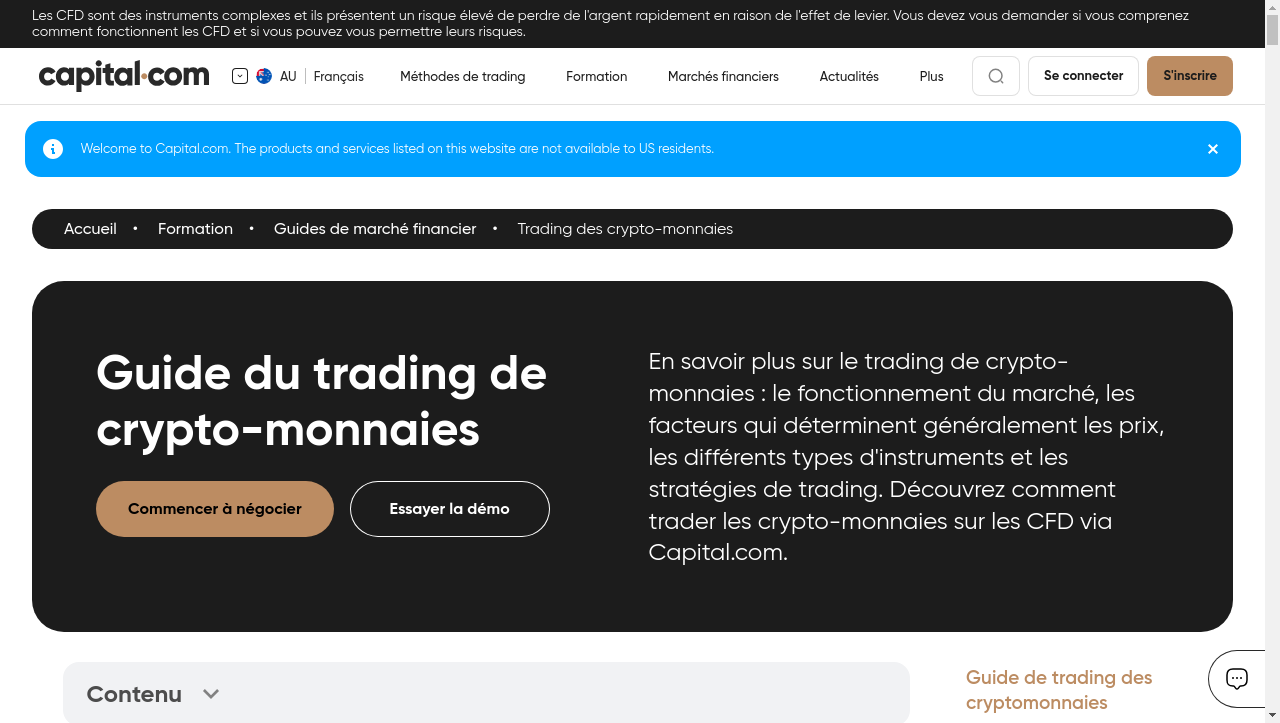 Les CFD sont des instruments complexes et ils présentent un risque élevé de perdre de l'argent rapidement en raison de l'effet de levier. Vous devez vous demander si vous comprenez
comment fonctionnent les CFD et si vous pouvez vous permettre leurs risques.
capital.com
AU
Français
Méthodes de trading
Formation
Marchés financiers
Actualités
Plus
Se connecter
S'inscrire
Welcome to Capital.com. The products and services listed on this website are not available to US residents.
Accueil • Formation • Guides de marché financier • Trading des crypto-monnaies
Guide du trading de
crypto-monnaies
Commencer à négocier
Essayer la démo
En savoir plus sur le trading de crypto-
monnaies : le fonctionnement du marché, les
facteurs qui déterminent généralement les prix,
les différents types d'instruments et les
stratégies de trading. Découvrez comment
trader les crypto-monnaies sur les CFD via
Capital.com.
Contenu
Guide de trading des
cryptomonnaies